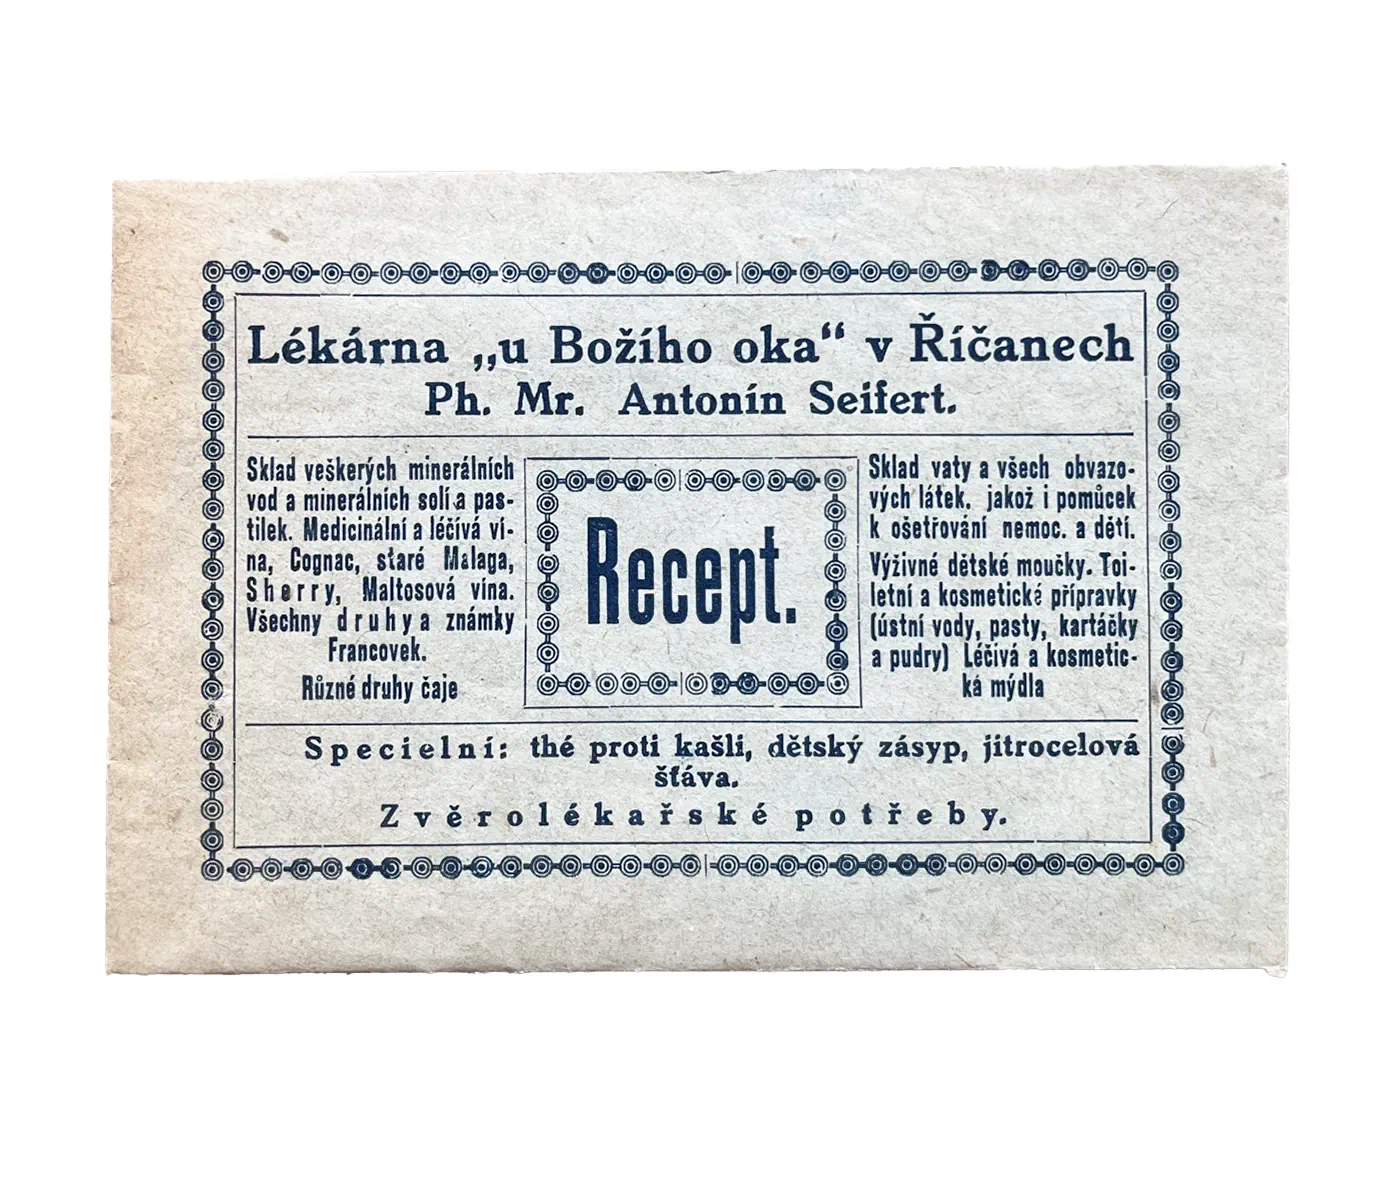 Lékárna „u Božího oka“ v Říčanech
Ph. Mr. Antonín Seifert.
Sklad veškerých minerálních
vod a minerálních solí a pas-
tilek. Medicinální a léčívá ví-
na, Cognac, staré Malaga,
Sherry, Maltosová vína.
Všechny druhy a známky
Francovek.
Různé druhy čaje
Recept.
Sklad vaty a všech obvazo-
vých látek, jakož i pomůcek
k ošetřování nemoc. a dětí.
Výživné dětské moučky. Toi-
letní a kosmetické přípravky
(ústní vody, pasty, kartáčky
a pudry) Léčívá a kosmetic-
ká mýdla
Specielní: thé proti kašli, dětský zásyp, jitrocelová
šťáva.
Zvěrolékařské potřeby.